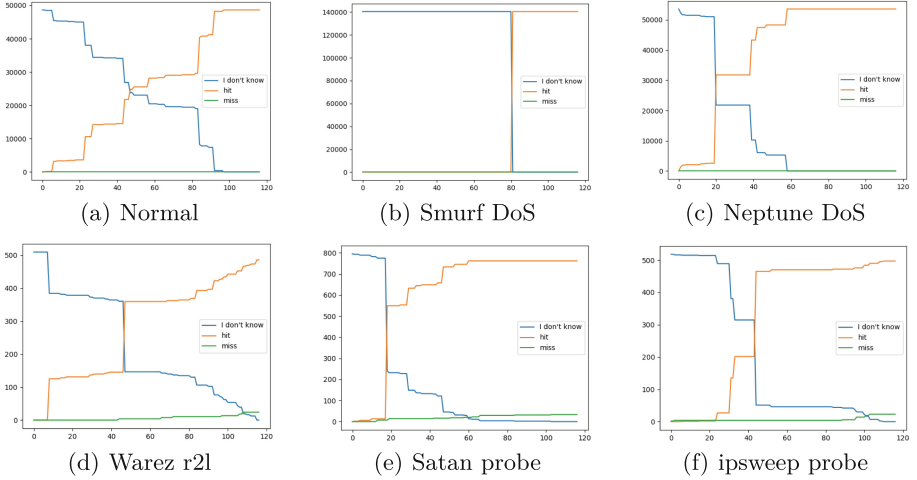 50000
40000
30000
20000
10000
0
I don't know
hit
miss
0 20 40 60 80 100 120
(a) Normal
140000
120000
100000
80000
60000
40000
20000
0
I don't know
hit
miss
0 20 40 60 80 100 120
(b) Smurf DoS
50000
40000
30000
20000
10000
0
I don't know
hit
miss
0 20 40 60 80 100 120
(c) Neptune DoS
500
400
300
200
100
0
I don't know
hit
miss
0 20 40 60 80 100 120
(d) Warez r2l
800
700
600
500
400
300
200
100
0
I don't know
hit
miss
0 20 40 60 80 100 120
(e) Satan probe
500
400
300
200
100
0
I don't know
hit
miss
0 20 40 60 80 100 120
(f) ipsweep probe